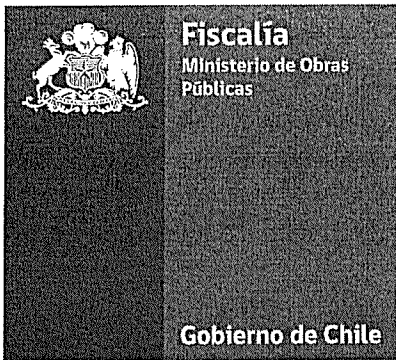 Fiscalía
Ministerio de Obras
Públicas
Gobierno de Chile